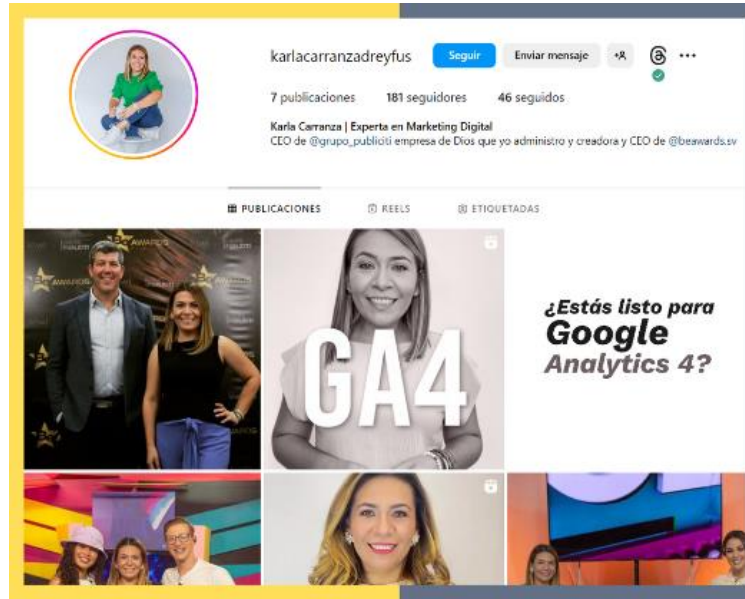 karlacarranzadreyfus Seguir Enviar mensaje
7 publicaciones 181 seguidores 46 seguidos
Karla Carranza | Experta en Marketing Digital
CEO de @grupo_publiciti empresa de Dios que yo administro y creadora y CEO de @beawards.sv
PUBLICACIONES REELS ETIQUETADAS
AWARDS
AWARDS
GA4
¿Estás listo para
Google
Analytics 4?